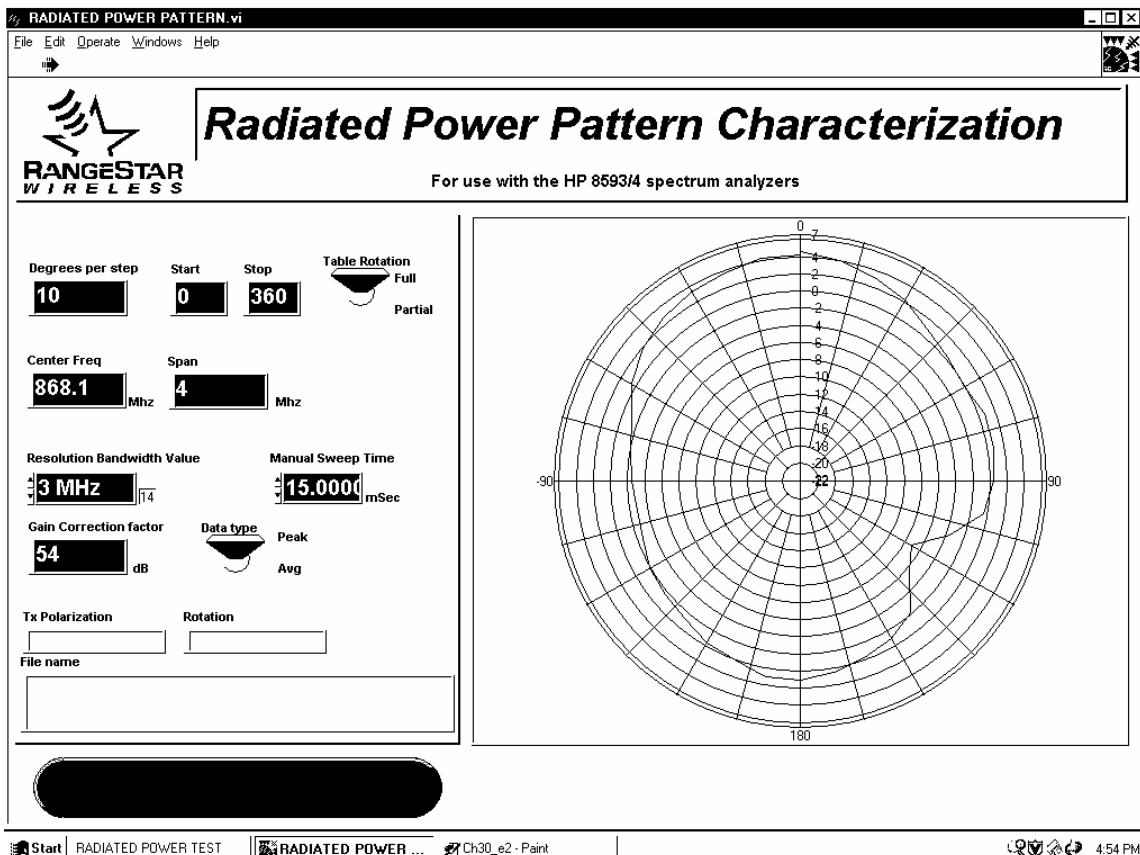 RADIATED POWER PATTERN.vi
File Edit Operate Windows Help
RANGESTAR
WIRELESS
Radiated Power Pattern Characterization
For use with the HP 8593/4 spectrum analyzers
Degrees per step Start Stop Table Rotation
10 0 360 Full
Partial
Center Freq Span
868.1 Mhz 4 Mhz
Resolution Bandwidth Value Manual Sweep Time
3 MHz 14 15.000( mSec
Gain Correction factor Data type Peak
54 dB Avg
Tx Polarization Rotation
File name
0
7
4
2
0
-2
-4
-6
-8
-10
-12
-14
-16
-18
-20
-22
-90 90
180
Start RADIATED POWER TEST RADIATED POWER ... Ch30_e2 - Paint 4:54 PM